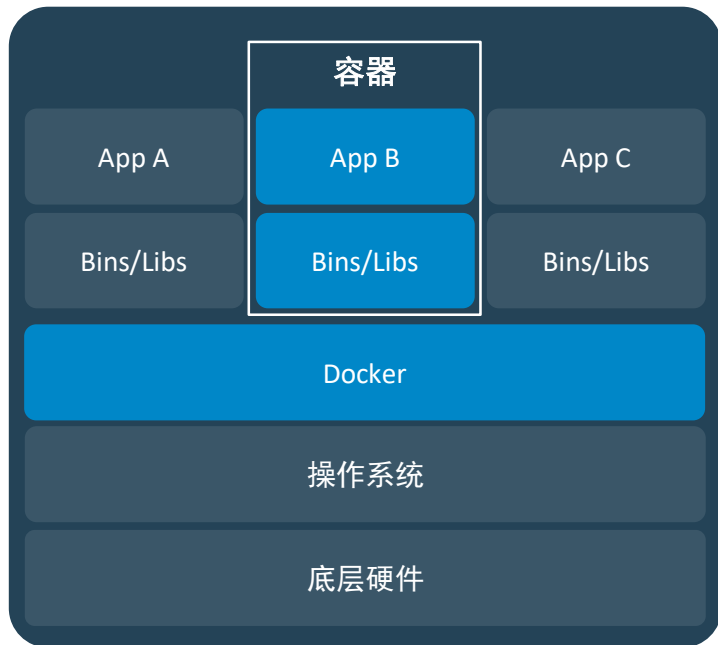 容器
App A
App B
App C
Bins/Libs
Bins/Libs
Bins/Libs
Docker
操作系统
底层硬件